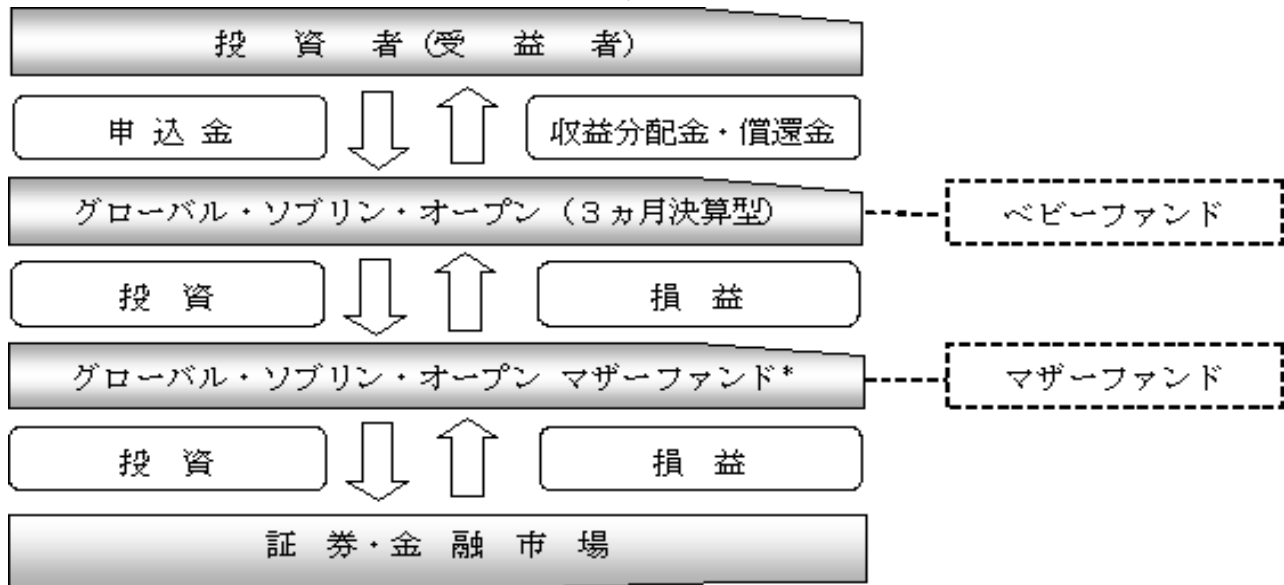 投資者(受益者)
申込金
収益分配金・償還金
グローバル・ソブリン・オープン(3ヵ月決算型)
ベビーファンド
投資
損益
グローバル・ソブリン・オープン マザーファンド*
マザーファンド
投資
損益
証券・金融市場